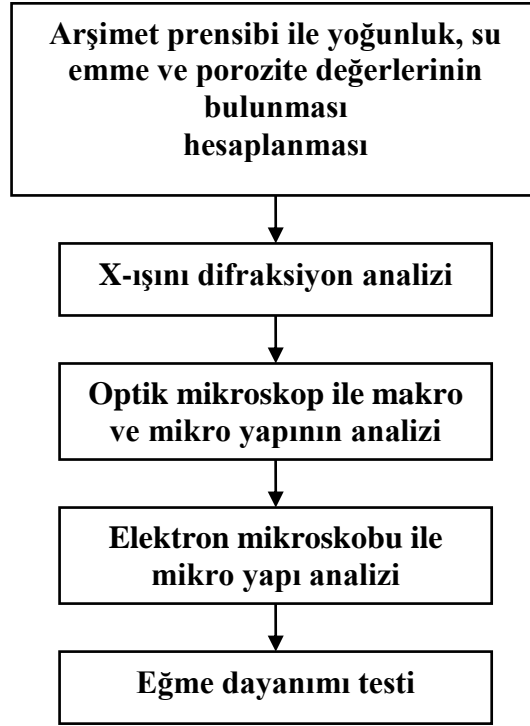 Arşimet prensibi ile yoğunluk, su
emme ve porozite değerlerinin
bulunması
hesaplanması
X-ışını difraksiyon analizi
Optik mikroskop ile makro
ve mikro yapının analizi
Elektron mikroskobu ile
mikro yapı analizi
Eğme dayanımı testi